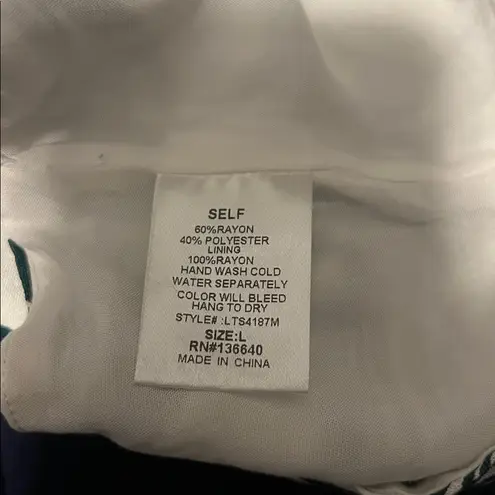 SELF
60%RAYON
40% POLYESTER
LINING
100%RAYON
HAND WASH COLD
WATER SEPARATELY
COLOR WILL BLEED
HANG TO DRY
STYLE# :LTS4187M
SIZE:L
RN#136640
MADE IN CHINA